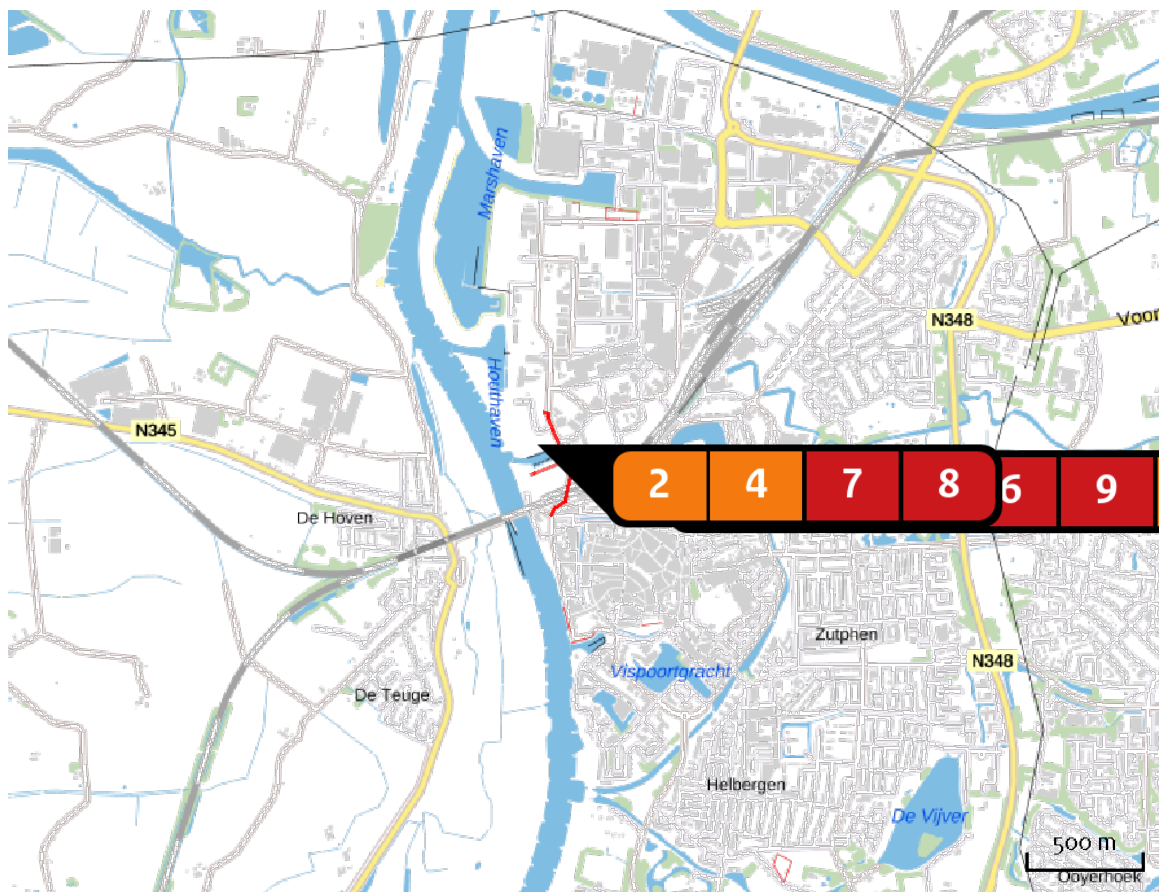 Marshaven
N348
Voor
Houthaven
N345
2 4 7 8 6 9
De Hoven
Zutphen
N348
Vispoortgracht
De Teuge
Helbergen
De Vijver
500 m
Ooyerhoek